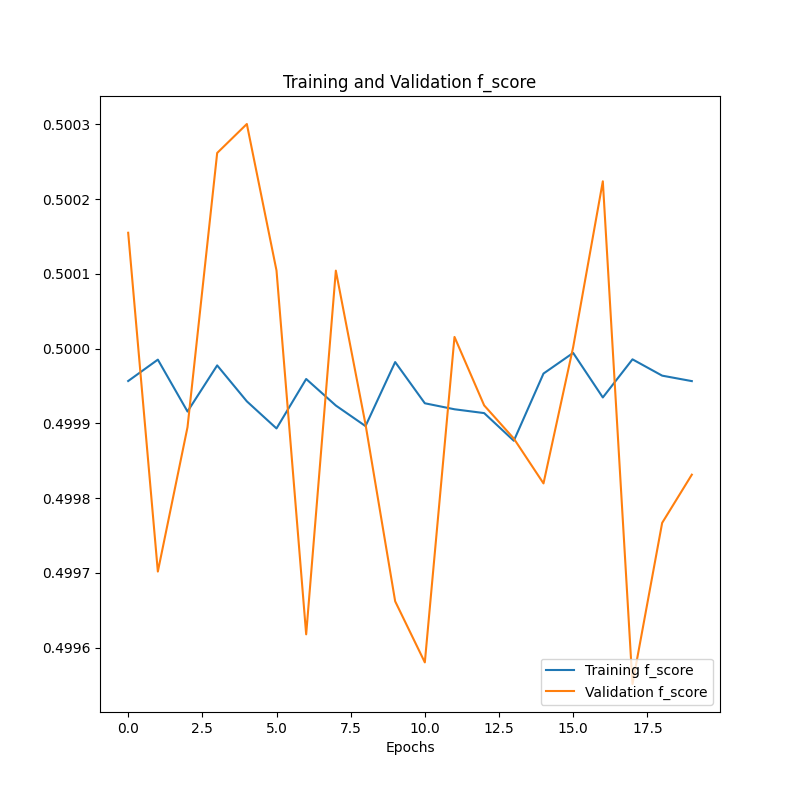 Training and Validation f_score
0.5003
0.5002
0.5001
0.5000
0.4999
0.4998
0.4997
0.4996
Training f_score
Validation f_score
0.0 2.5 5.0 7.5 10.0 12.5 15.0 17.5
Epochs